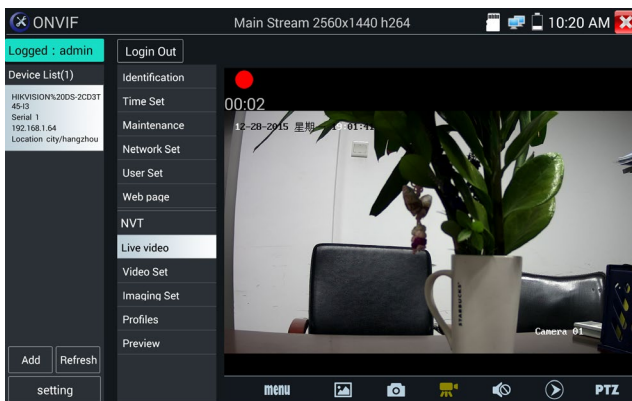 ONVIF
Main Stream 2560x1440 h264
10:20 AM
Logged : admin
Login Out
Device List(1)
HIKVISION%20DS-2CD3T
45-I3
Serial 1
192.168.1.64
Location city/hangzhou
Identification
Time Set
Maintenance
Network Set
User Set
Web page
NVT
Live video
Video Set
Imaging Set
Profiles
Preview
00:02
12-28-2015 星期
01:41
STARBUCKS
Camera 01
Add
Refresh
setting
menu
PTZ